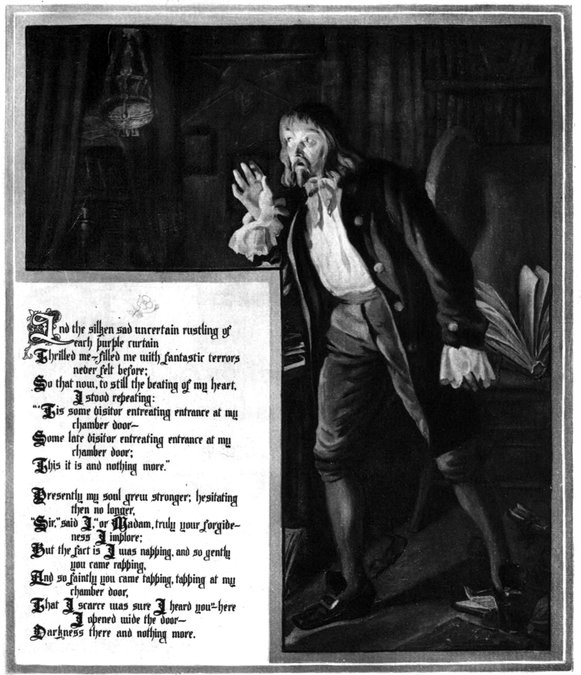 And the silken sad uncertain rustling of
each purple curtain
Thrilled me—filled me with fantastic terrors
never felt before;
So that now, to still the beating of my heart,
I stood repeating:
"'Tis some visitor entreating entrance at my
chamber door—
Some late visitor entreating entrance at my
chamber door;
This it is and nothing more."
Presently my soul grew stronger; hesitating
then no longer,
"Sir," said I, "or Madam, truly your forgive-
ness I implore;
But the fact is I was napping, and so gently
you came rapping,
And so faintly you came tapping, tapping at my
chamber door,
That I scarce was sure I heard you"—here
I opened wide the door—
Darkness there and nothing more.